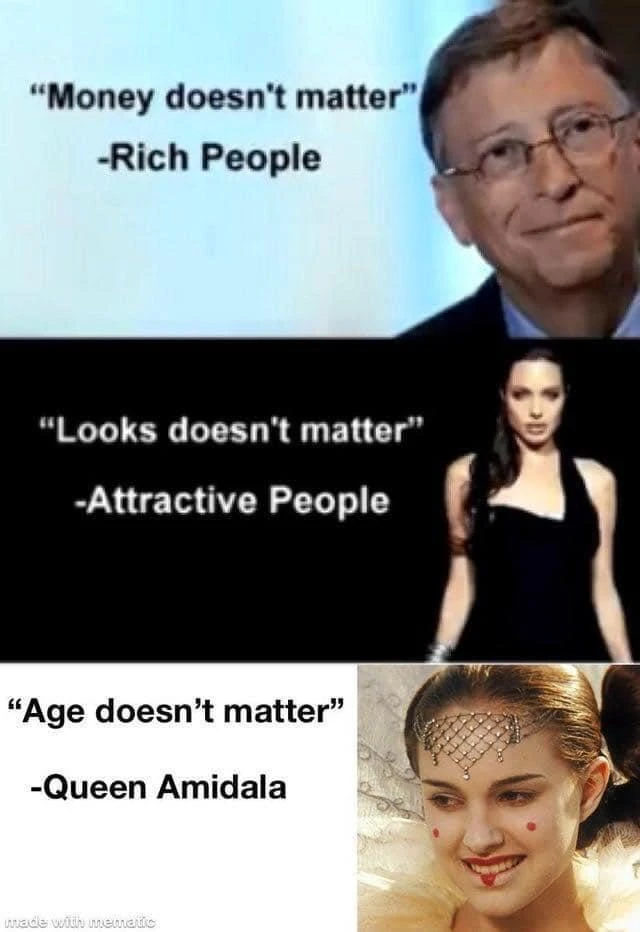 “Money doesn't matter”
-Rich People
“Looks doesn't matter”
-Attractive People
“Age doesn’t matter”
-Queen Amidala
made with mematic